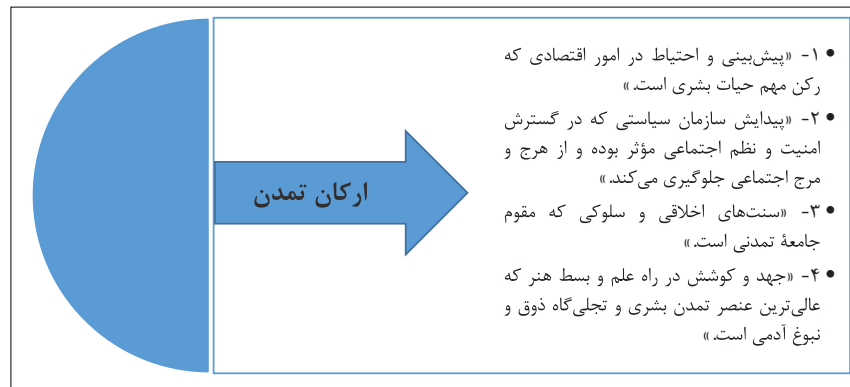 ارکان تمدن
• ۱- «پیش‌بینی و احتیاط در امور اقتصادی که
رکن مهم حیات بشری است.»
• ۲- «پیدایش سازمان سیاستی که در گسترش
امنیت و نظم اجتماعی مؤثر بوده و از هرج و
مرج اجتماعی جلوگیری می‌کند.»
• ۳- «سنت‌های اخلاقی و سلوکی که مقوم
جامعهٔ تمدنی است.»
• ۴- «جهد و کوشش در راه علم و بسط هنر که
عالی‌ترین عنصر تمدن بشری و تجلی‌گاه ذوق و
نبوغ آدمی است.»